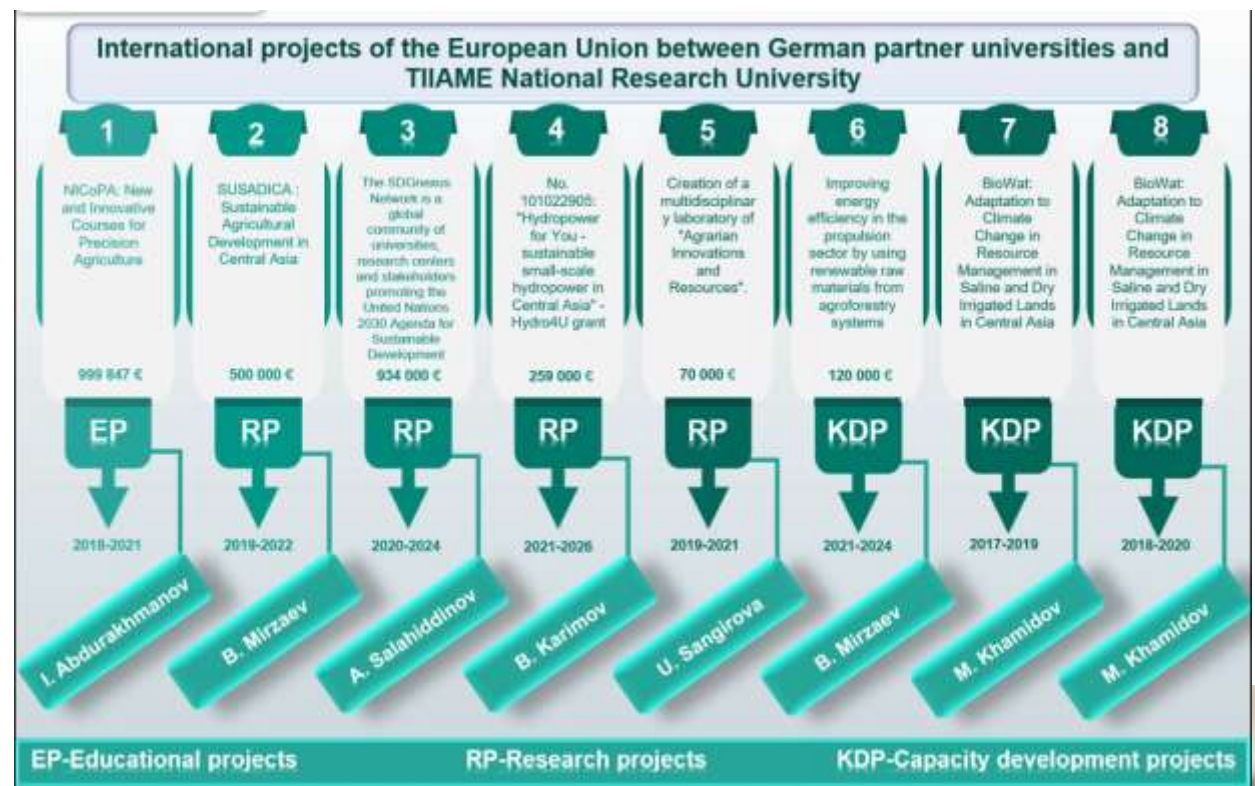 International projects of the European Union between German partner universities and
TIIAME National Research University
1
NICoPA: New
and Innovative
Courses for
Precision
Agriculture
999 847 €
EP
2018-2021
I. Abdurakhmanov
2
SUSADICA :
Sustainable
Agricultural
Development in
Central Asia
500 000 €
RP
2019-2022
B. Mirzaev
3
The SDGnexus
Network is a
global
community of
universities,
research centers
and stakeholders
promoting the
United Nations
2030 Agenda for
Sustainable
Development
934 000 €
RP
2020-2024
A. Salahiddinov
4
No.
101022905:
"Hydropower
for You -
sustainable
small-scale
hydropower in
Central Asia" -
Hydro4U grant
259 000 €
RP
2021-2026
B. Karimov
5
Creation of a
multidisciplinar
y laboratory of
"Agrarian
Innovations
and
Resources".
70 000 €
RP
2019-2021
U. Sangirova
6
Improving
energy
efficiency in the
propulsion
sector by using
renewable raw
materials from
agroforestry
systems
120 000 €
KDP
2021-2024
B. Mirzaev
7
BioWat:
Adaptation to
Climate
Change in
Resource
Management in
Saline and Dry
Irrigated Lands
in Central Asia
KDP
2017-2019
M. Khamidov
8
BioWat:
Adaptation to
Climate
Change in
Resource
Management in
Saline and Dry
Irrigated Lands
in Central Asia
KDP
2018-2020
M. Khamidov
EP-Educational projects
RP-Research projects
KDP-Capacity development projects